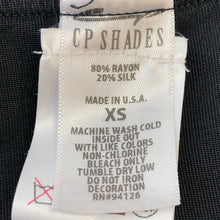 CP SHADES
80% RAYON
20% SILK
MADE IN U.S.A.
XS
MACHINE WASH COLD
INSIDE OUT
WITH LIKE COLORS
NON-CHLORINE
BLEACH ONLY
TUMBLE DRY LOW
DO NOT IRON
DECORATION
RN#94126